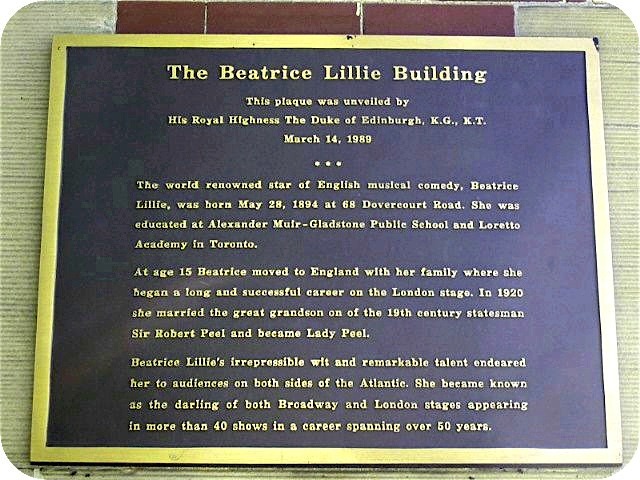 The Beatrice Lillie Building
This plaque was unveiled by
His Royal Highness The Duke of Edinburgh, K.G., K.T.
March 14, 1989
• • •
The world renowned star of English musical comedy, Beatrice
Lillie, was born May 28, 1894 at 68 Dovercourt Road. She was
educated at Alexander Muir-Gladstone Public School and Loretto
Academy in Toronto.
At age 15 Beatrice moved to England with her family where she
began a long and successful career on the London stage. In 1920
she married the great grandson on of the 19th century statesman
Sir Robert Peel and became Lady Peel.
Beatrice Lillie's irrepressible wit and remarkable talent endeared
her to audiences on both sides of the Atlantic. She became known
as the darling of both Broadway and London stages appearing
in more than 40 shows in a career spanning over 50 years.